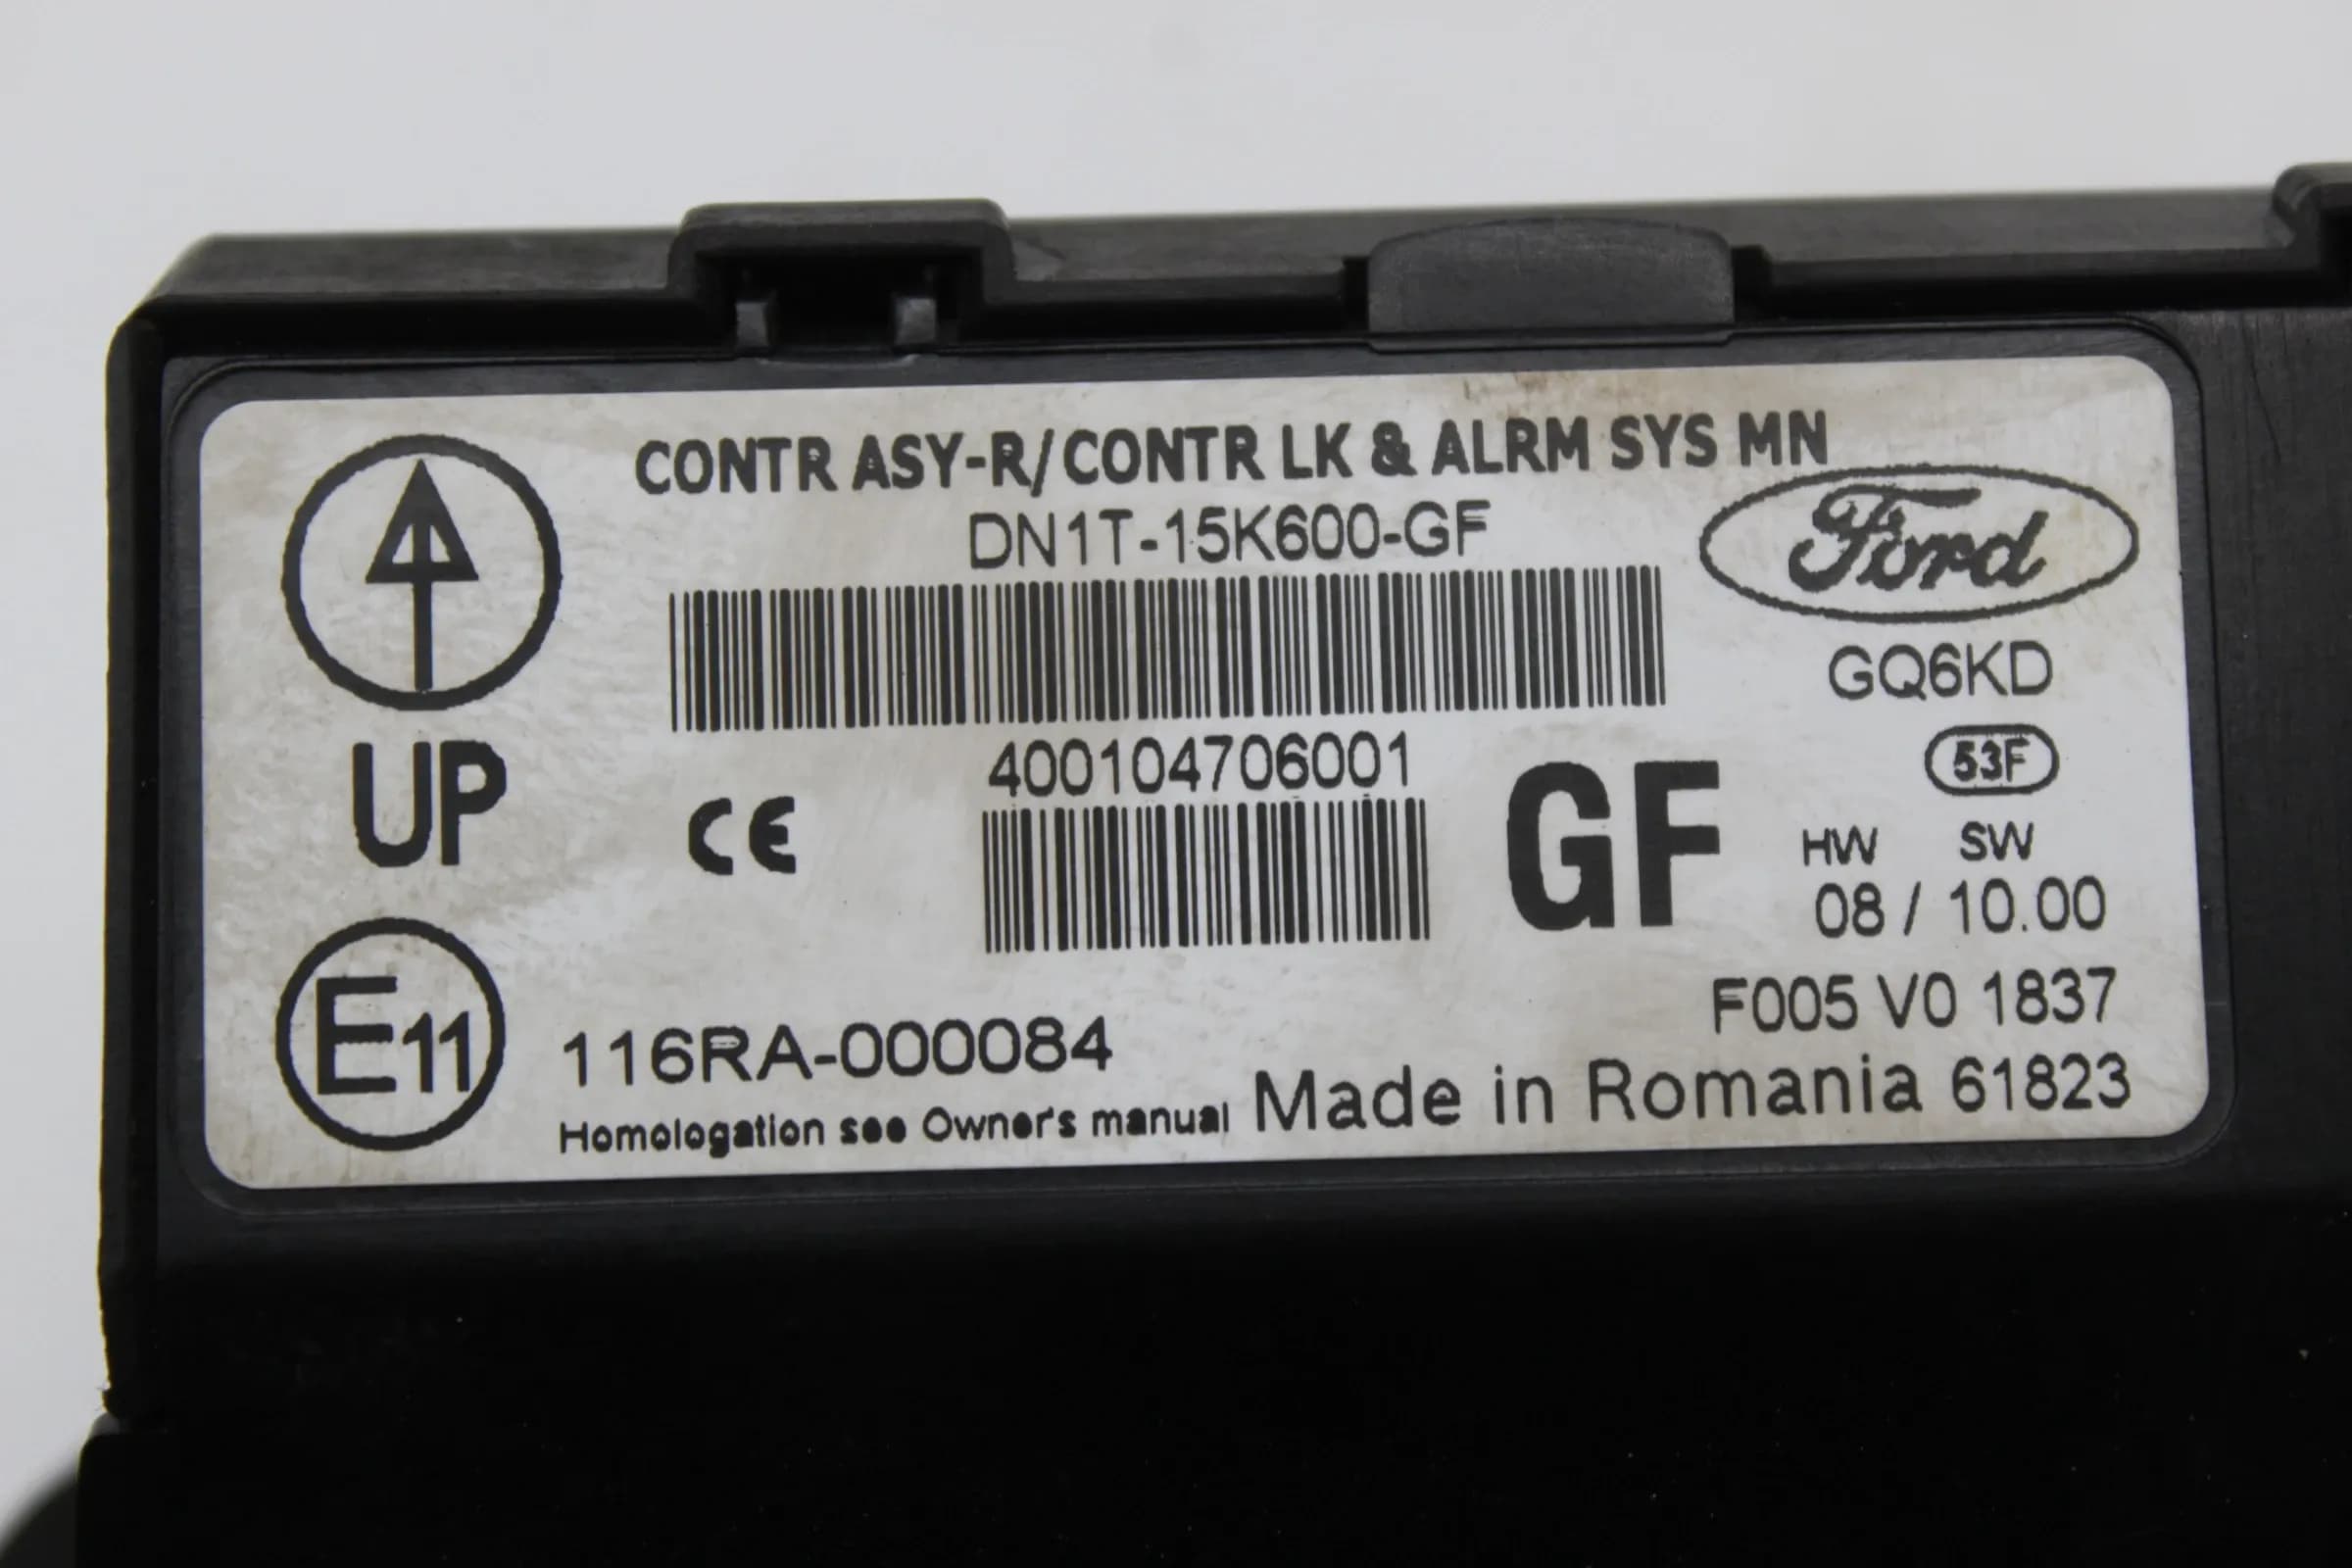 CONTR ASY-R/CONTR LK & ALRM SYS MN
DN1T-15K600-GF
Ford
GQ6KD
UP
400104706001
53F
CE
GF
HW SW
08 / 10.00
E11
116RA-000084
F005 V0 1837
Homologation see Owner's manual
Made in Romania 61823